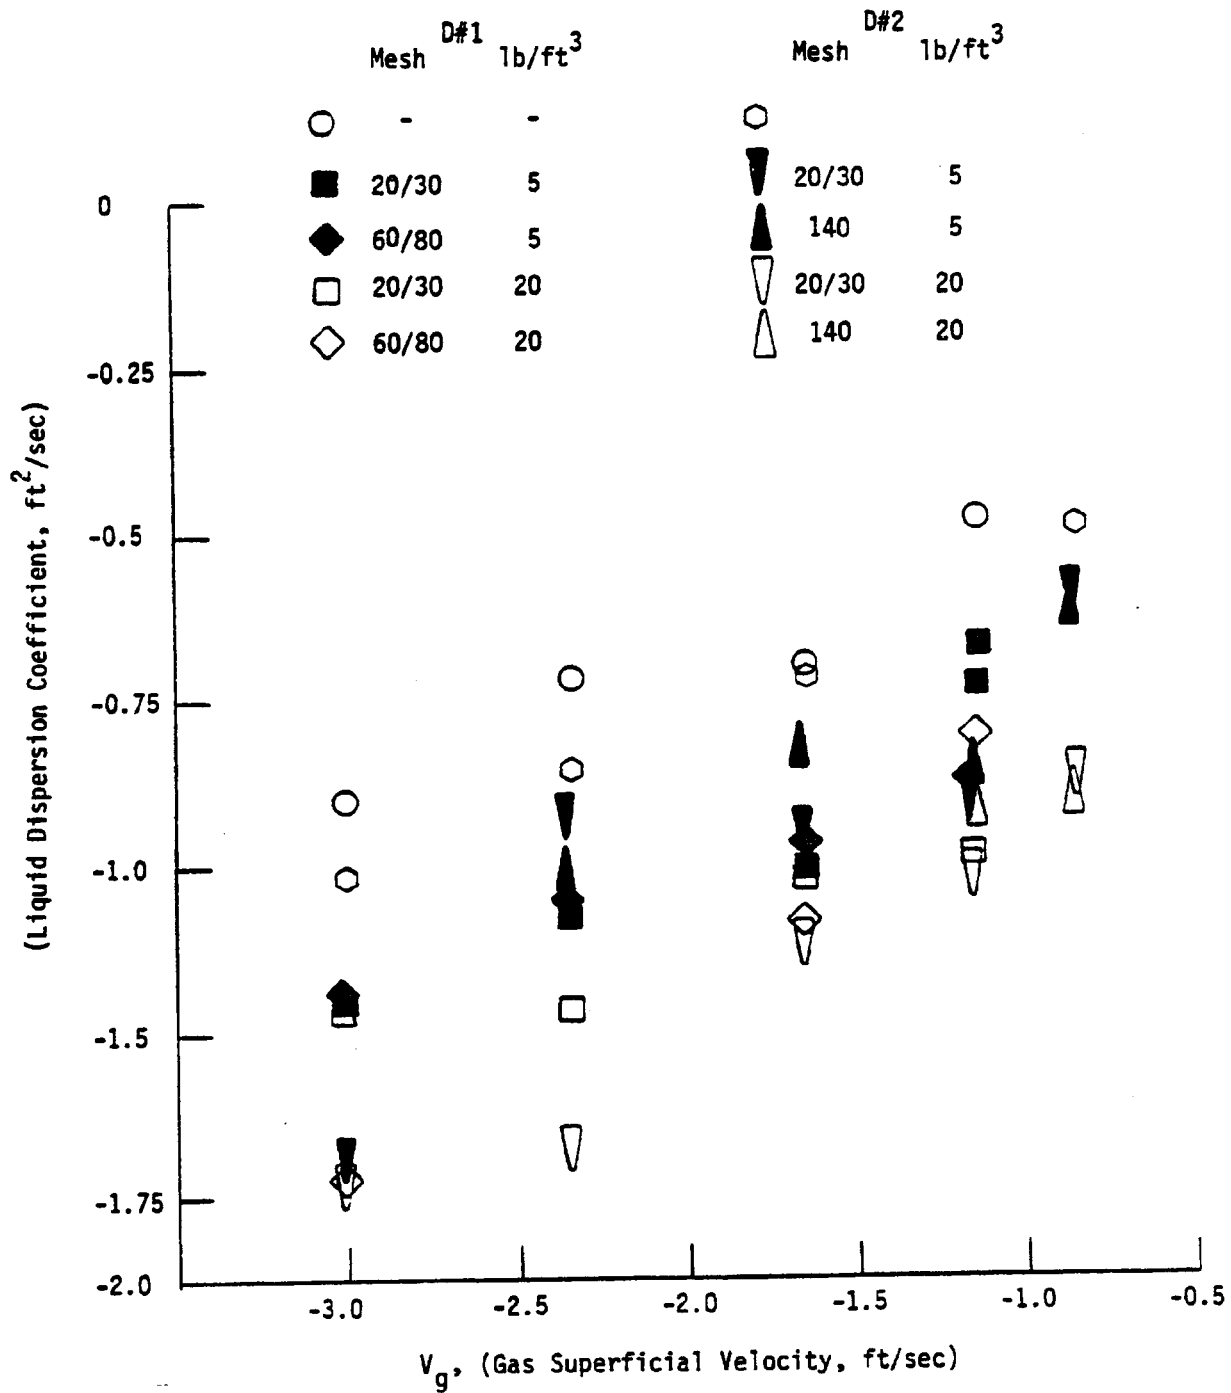 D#1 D#2
Mesh lb/ft3 Mesh lb/ft3
- -
20/30 5 20/30 5
60/80 5 140 5
20/30 20 20/30 20
60/80 20 140 20
0
-0.25
-0.5
-0.75
-1.0
-1.5
-1.75
-2.0
(Liquid Dispersion Coefficient, ft2/sec)
-3.0 -2.5 -2.0 -1.5 -1.0 -0.5
Vg, (Gas Superficial Velocity, ft/sec)